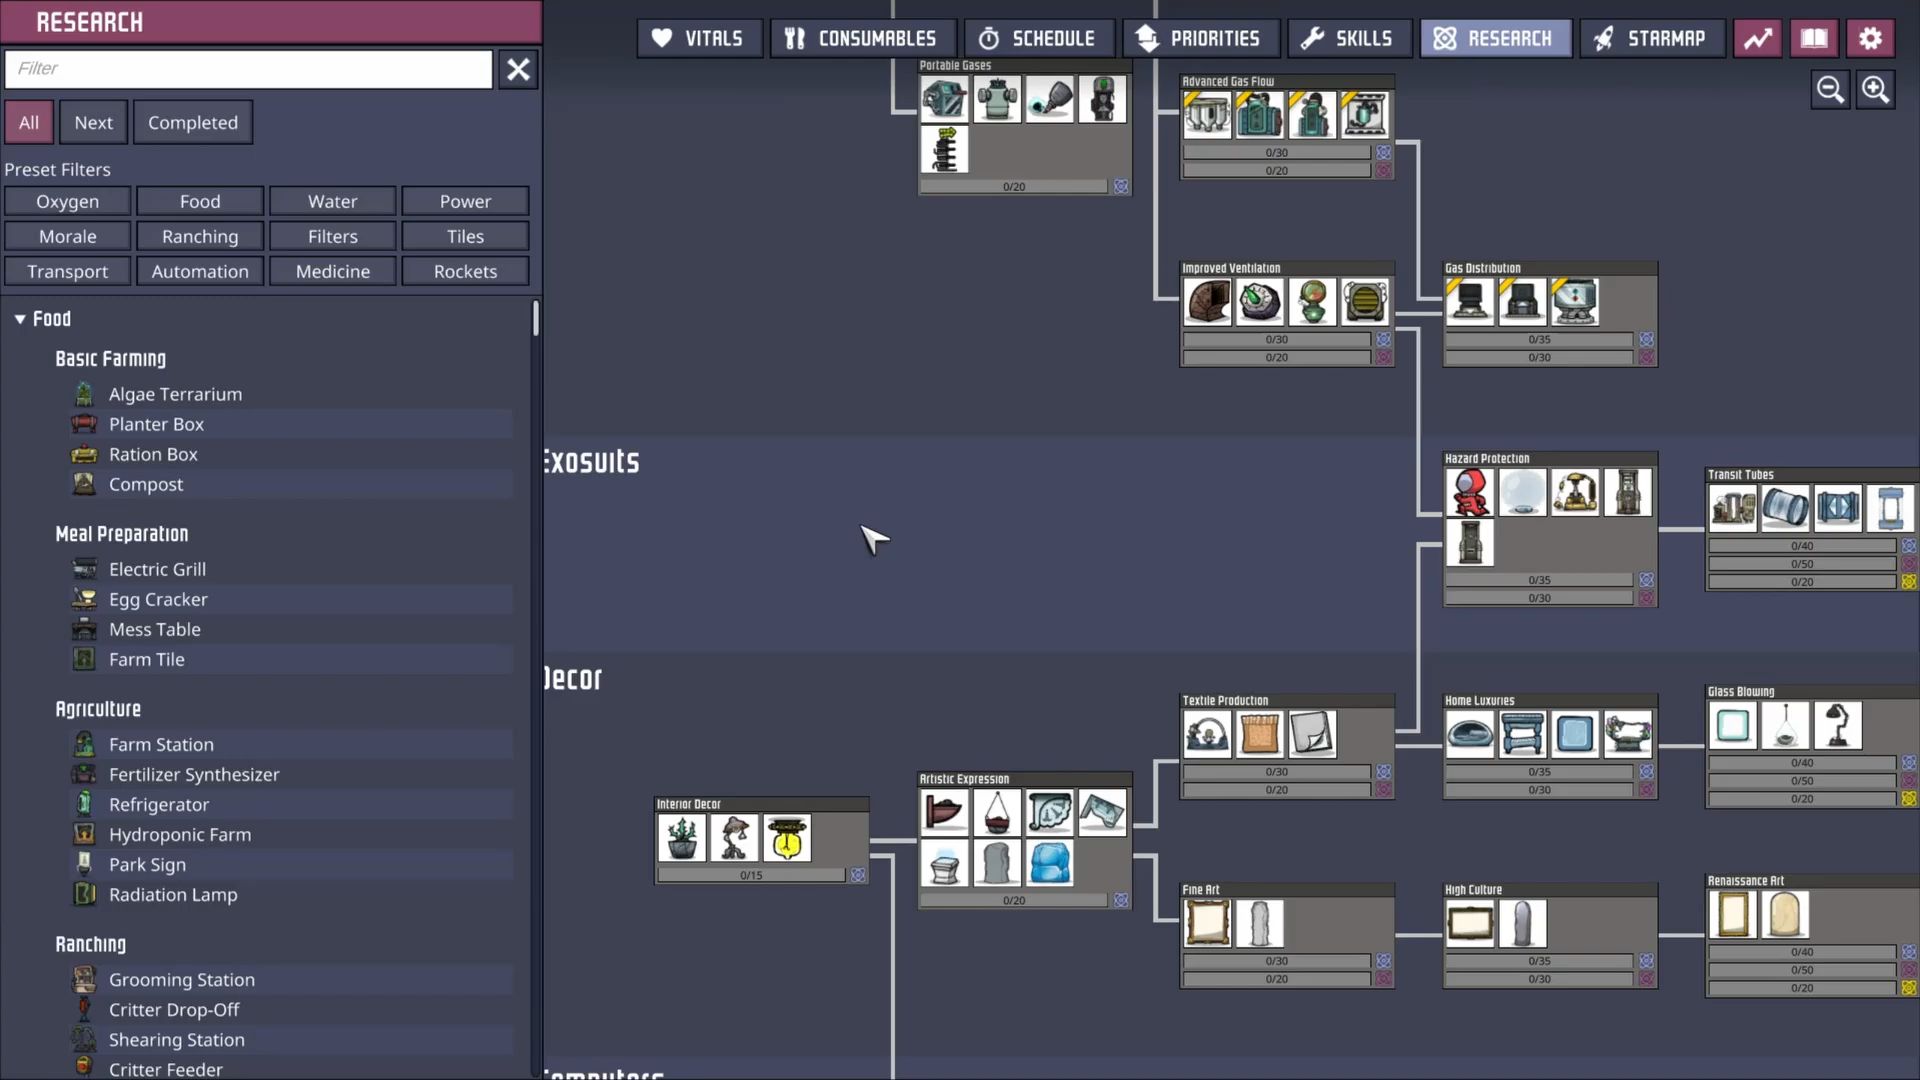 RESEARCH
VITALS
CONSUMABLES
SCHEDULE
PRIORITIES
SKILLS
RESEARCH
STARMAP
Filter
All
Next
Completed
Preset Filters
Oxygen
Food
Water
Power
Morale
Ranching
Filters
Tiles
Transport
Automation
Medicine
Rockets
Food
Basic Farming
Algae Terrarium
Planter Box
Ration Box
Compost
Meal Preparation
Electric Grill
Egg Cracker
Mess Table
Farm Tile
Agriculture
Farm Station
Fertilizer Synthesizer
Refrigerator
Hydroponic Farm
Park Sign
Radiation Lamp
Ranching
Grooming Station
Critter Drop-Off
Shearing Station
Critter Feeder
Portable Gases
0/20
Advanced Gas Flow
0/30
0/20
Improved Ventilation
0/30
0/20
Gas Distribution
0/35
0/30
Exosuits
Hazard Protection
0/35
0/30
Transit Tubes
0/40
0/50
0/20
Decor
Interior Decor
0/15
Artistic Expression
0/20
Textile Production
0/30
0/20
Home Luxuries
0/35
0/30
Glass Blowing
0/40
0/50
0/20
Fine Art
0/30
0/20
High Culture
0/35
0/30
Renaissance Art
0/40
0/50
0/20
Computers